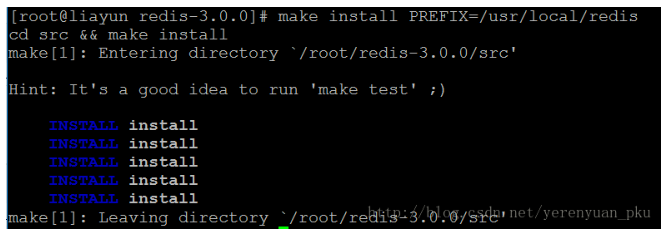 [root@liayun redis-3.0.0]# make install PREFIX=/usr/local/redis
cd src && make install
make[1]: Entering directory `/root/redis-3.0.0/src'
Hint: It's a good idea to run 'make test' ;)
INSTALL install
INSTALL install
INSTALL install
INSTALL install
INSTALL install
http://blog.csdn.net/yerenyuan_pku
make[1]: Leaving directory `/root/redis-3.0.0/src'